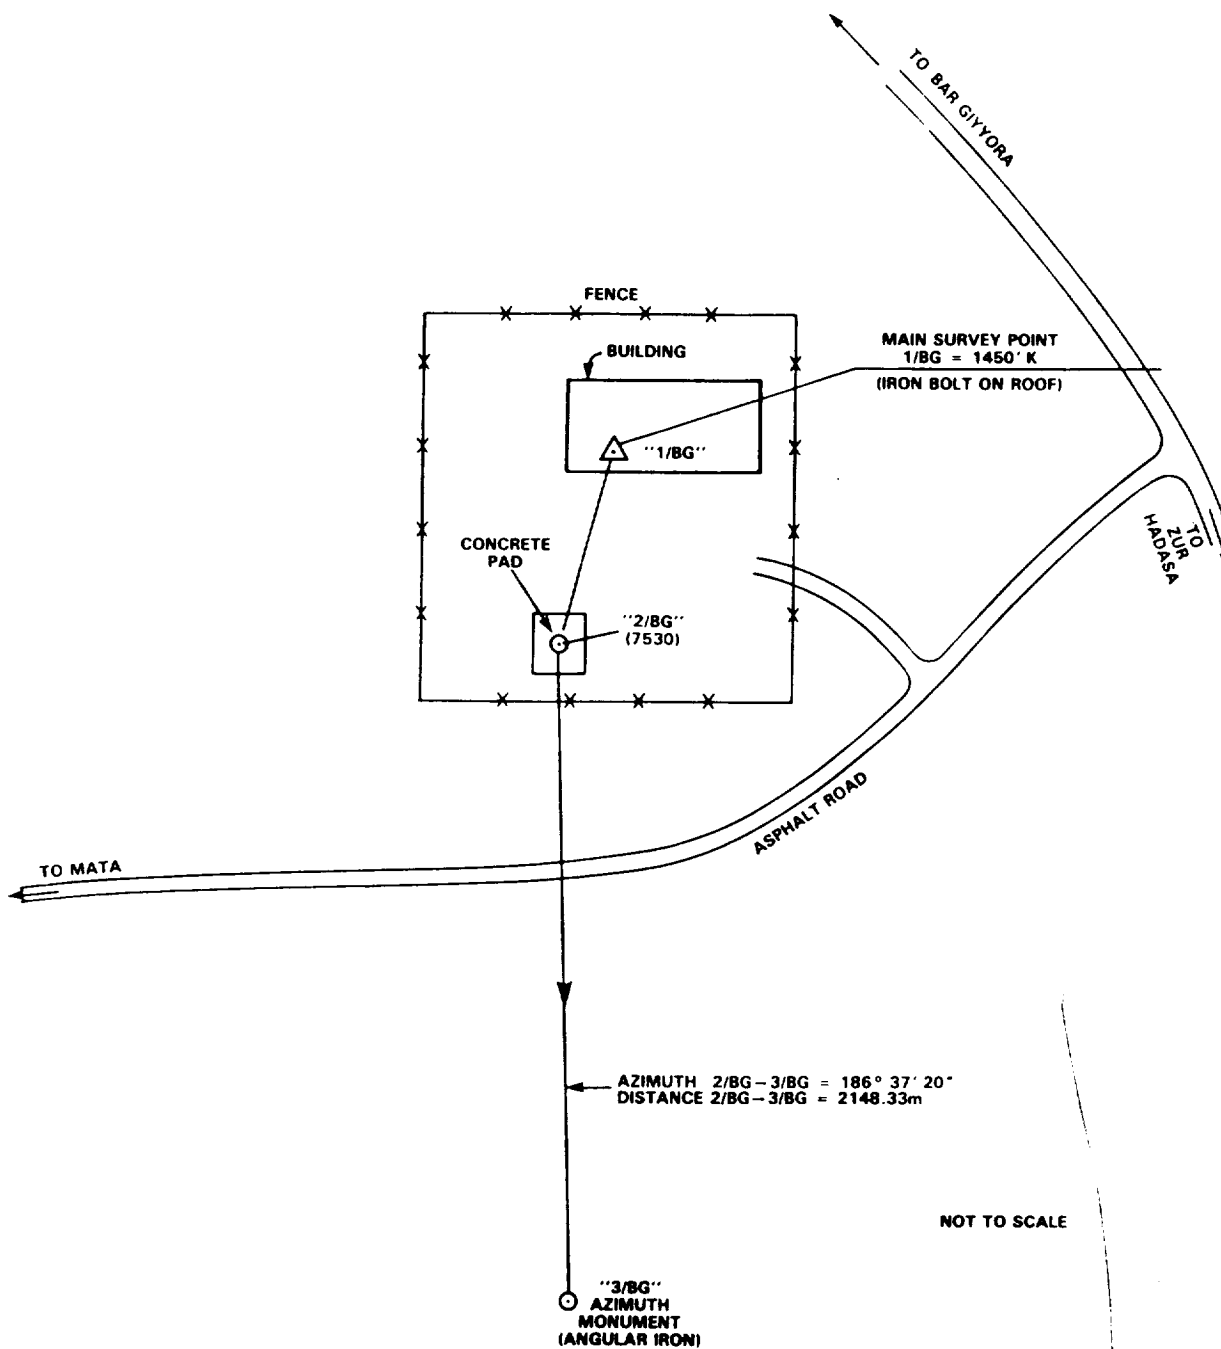 TO BAR GIYYORA
FENCE
BUILDING
MAIN SURVEY POINT
1/BG = 1450' K
(IRON BOLT ON ROOF)
"1/BG"
CONCRETE
PAD
"2/BG"
(7530)
TO
ZUR
HADASA
ASPHALT ROAD
TO MATA
AZIMUTH 2/BG–3/BG = 186° 37' 20"
DISTANCE 2/BG–3/BG = 2148.33m
NOT TO SCALE
"3/BG"
AZIMUTH
MONUMENT
(ANGULAR IRON)